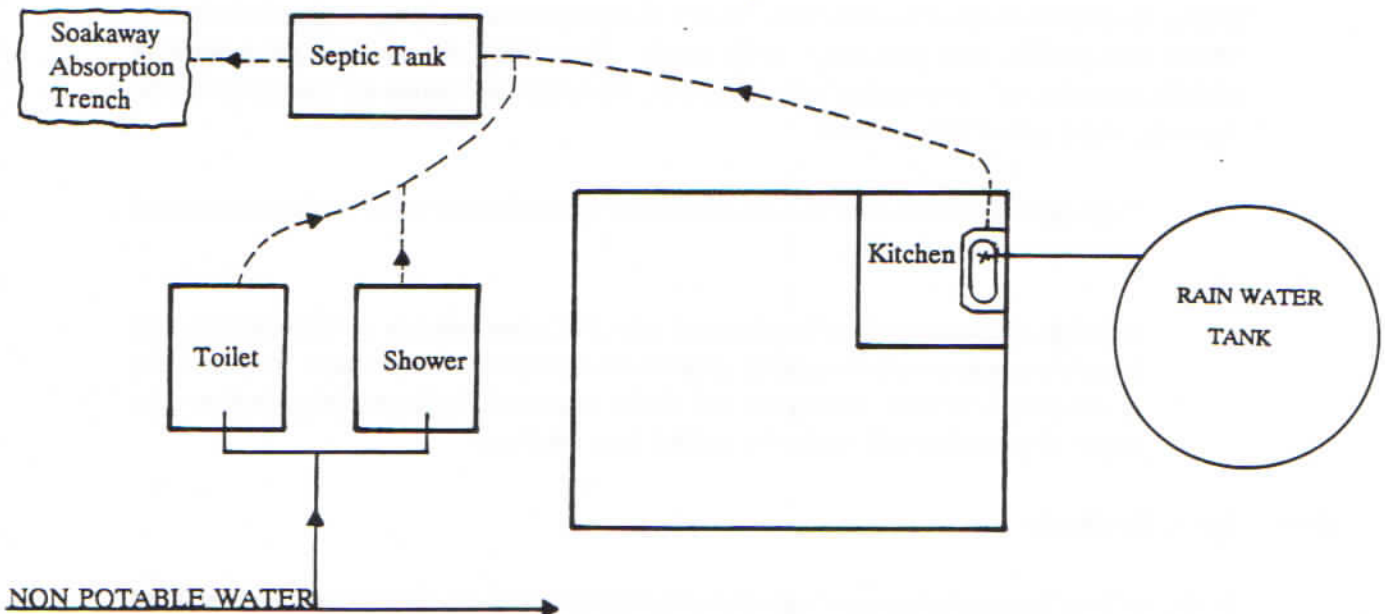 Soakaway
Absorption
Trench
Septic Tank
Kitchen
RAIN WATER
TANK
Toilet
Shower
NON POTABLE WATER